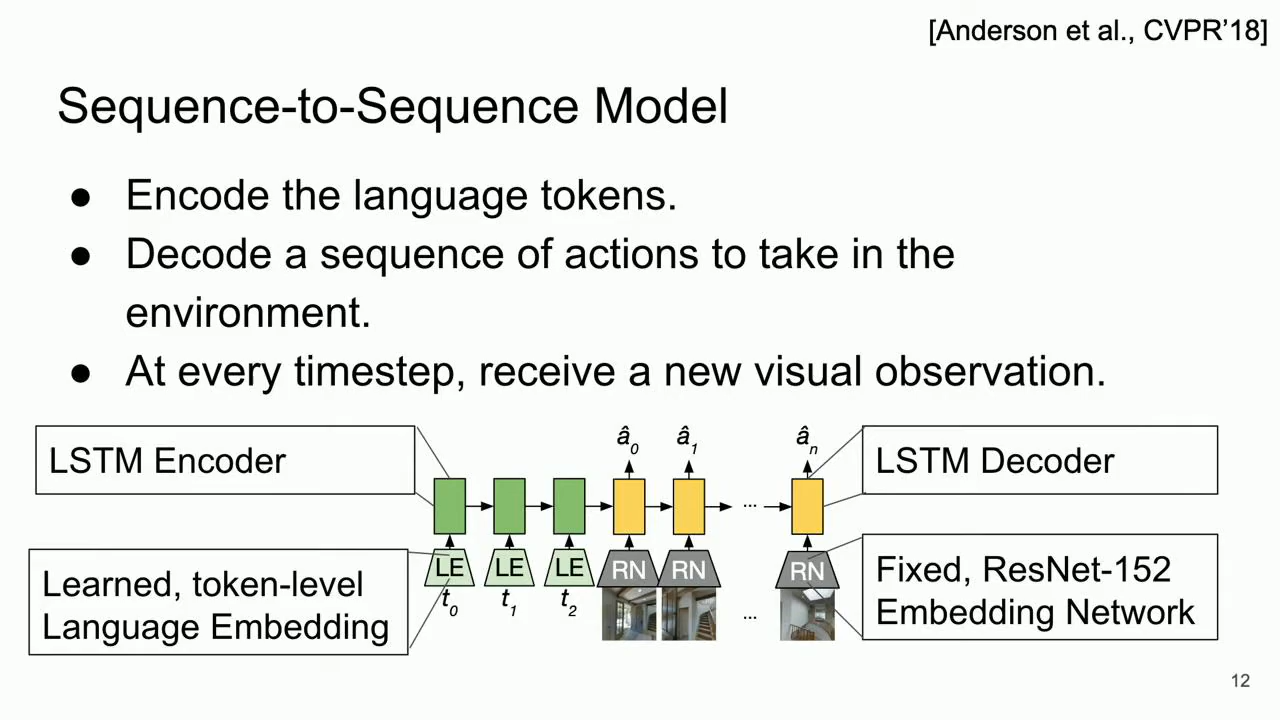 [Anderson et al., CVPR’18]
Sequence-to-Sequence Model
● Encode the language tokens.
● Decode a sequence of actions to take in the
environment.
● At every timestep, receive a new visual observation.
LSTM Encoder
â0 â1 ân
LSTM Decoder
...
Learned, token-level
Language Embedding
LE LE LE RN RN RN
t0 t1 t2
...
Fixed, ResNet-152
Embedding Network
12